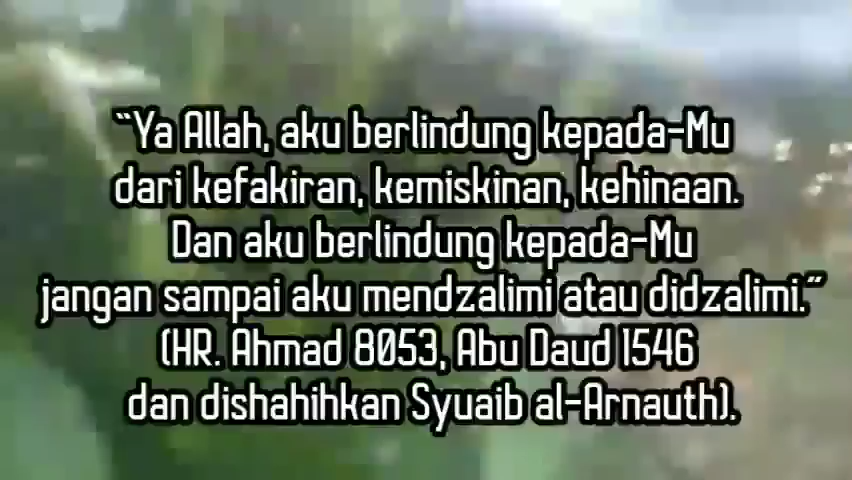 “Ya Allah, aku berlindung kepada-Mu
dari kefakiran, kemiskinan, kehinaan.
Dan aku berlindung kepada-Mu
jangan sampai aku mendzalimi atau didzalimi.”
(HR. Ahmad 8053, Abu Daud 1546
dan dishahihkan Syuaib al-Arnauth).